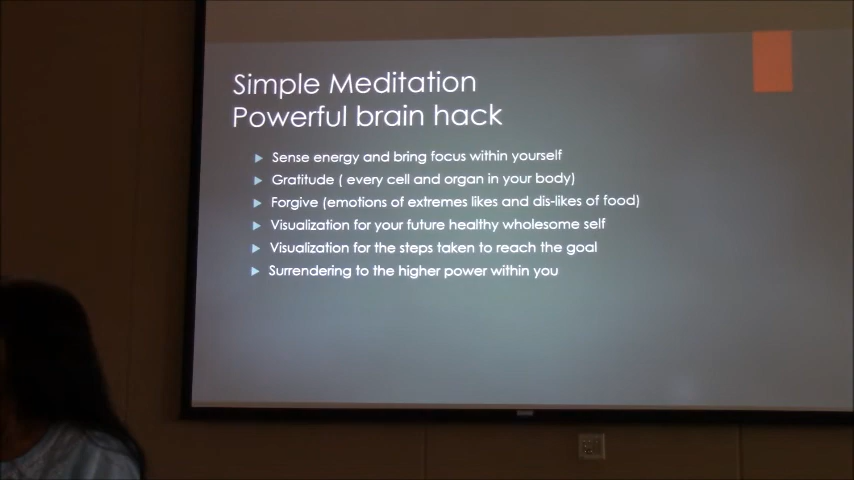 Simple Meditation
Powerful brain hack
Sense energy and bring focus within yourself
Gratitude ( every cell and organ in your body)
Forgive (emotions of extremes likes and dis-likes of food)
Visualization for your future healthy wholesome self
Visualization for the steps taken to reach the goal
Surrendering to the higher power within you